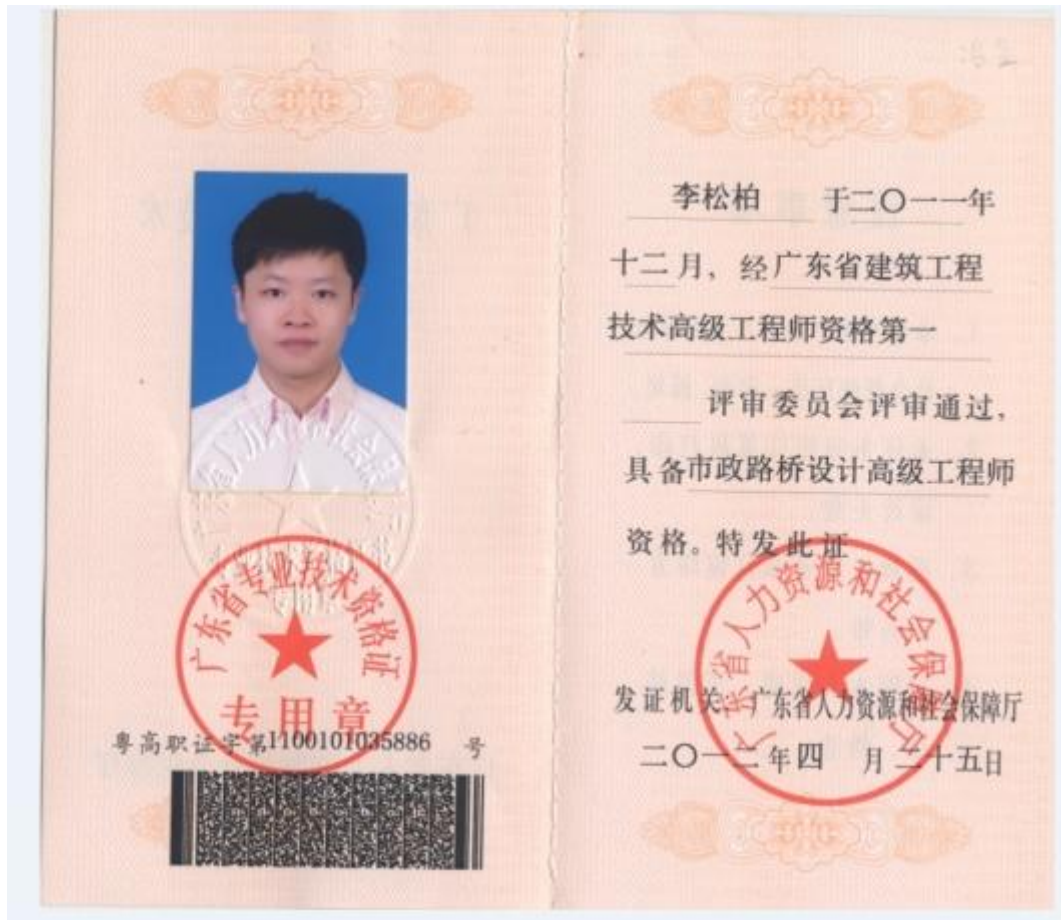 广东省专业技术资格证
专用章
粤高职证字第1100101035886 号
李松柏 于二〇一一年
十二月，经广东省建筑工程
技术高级工程师资格第一
评审委员会评审通过，
具备市政路桥设计高级工程师
资格。特发此证
广东省人力资源和社会保障厅
发证机关：广东省人力资源和社会保障厅
二〇一二年四 月二十五日